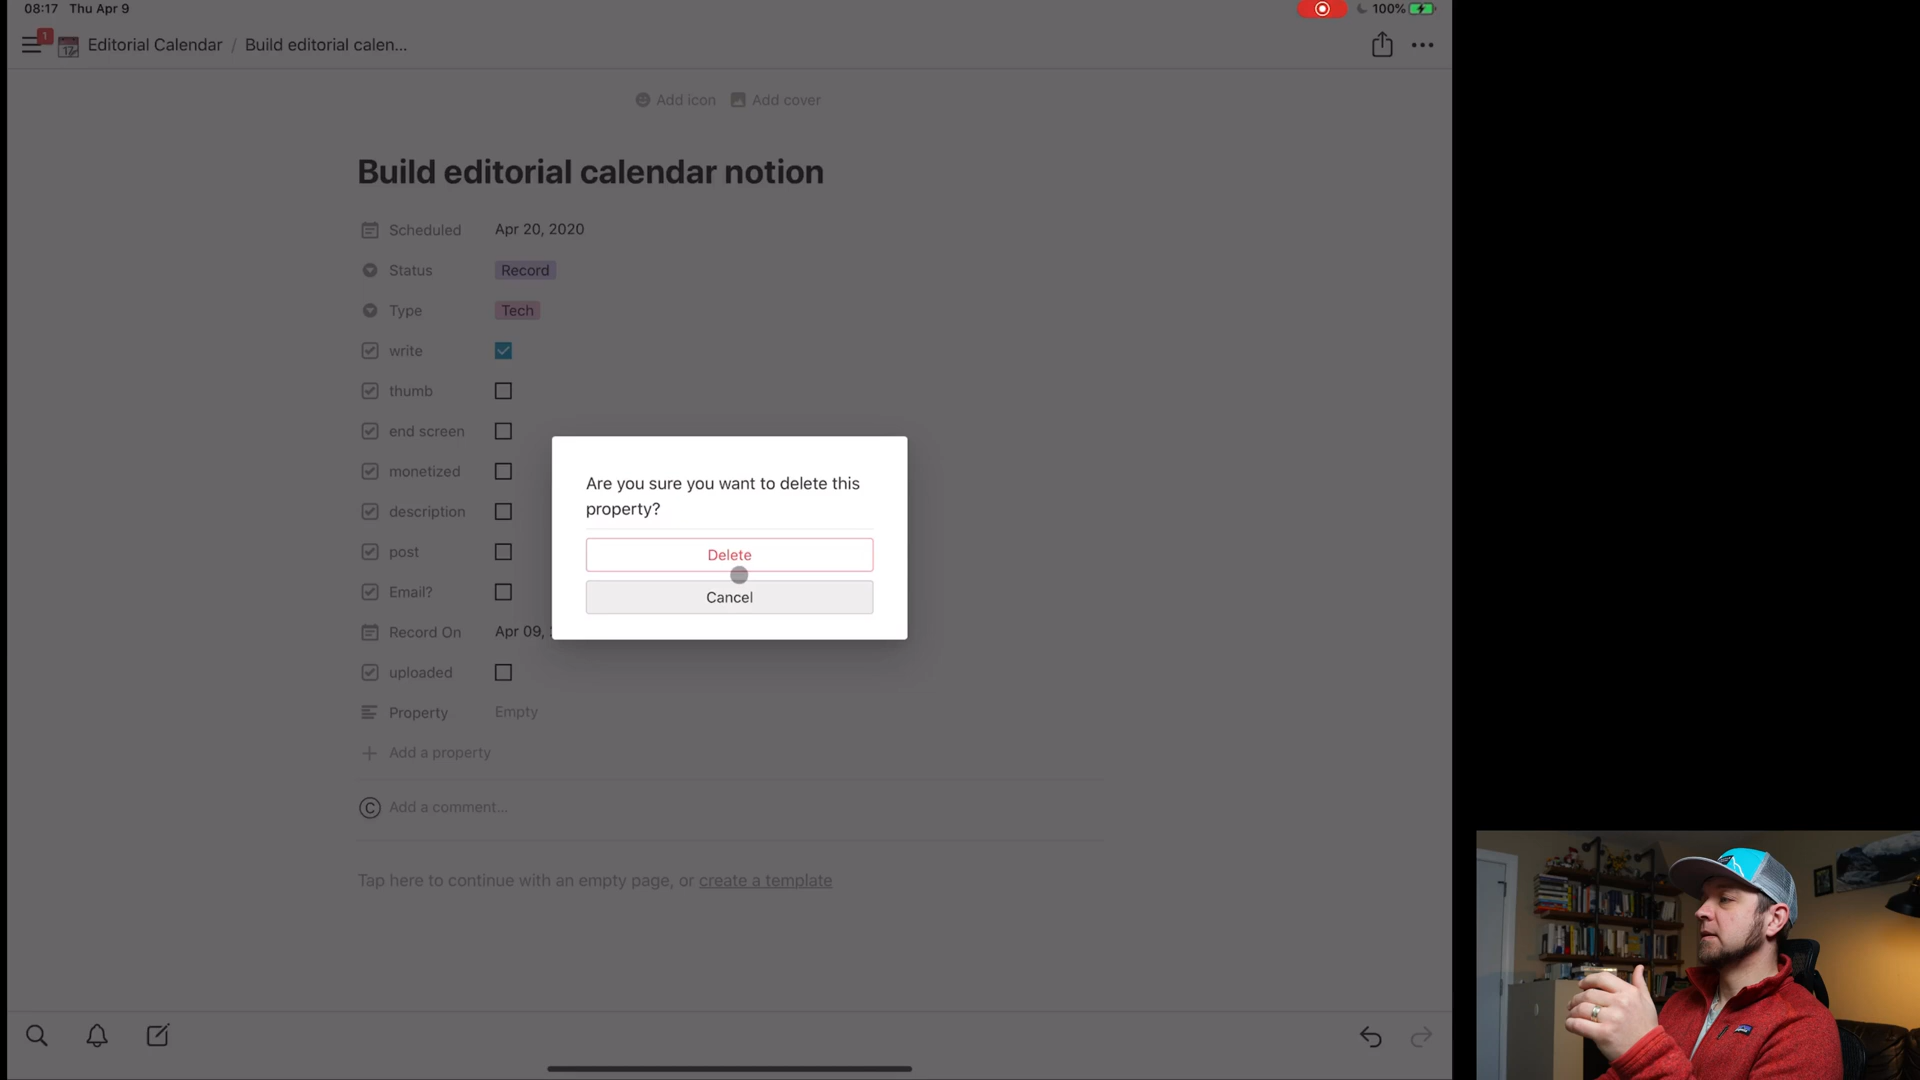 08:17 Thu Apr 9
100%
1
17
Editorial Calendar / Build editorial calen...
Add icon Add cover
Build editorial calendar notion
Scheduled Apr 20, 2020
Status Record
Type Tech
write
thumb
end screen
monetized
description
post
Email?
Record On Apr 09,
uploaded
Property Empty
Add a property
C Add a comment...
Tap here to continue with an empty page, or create a template
Are you sure you want to delete this
property?
Delete
Cancel